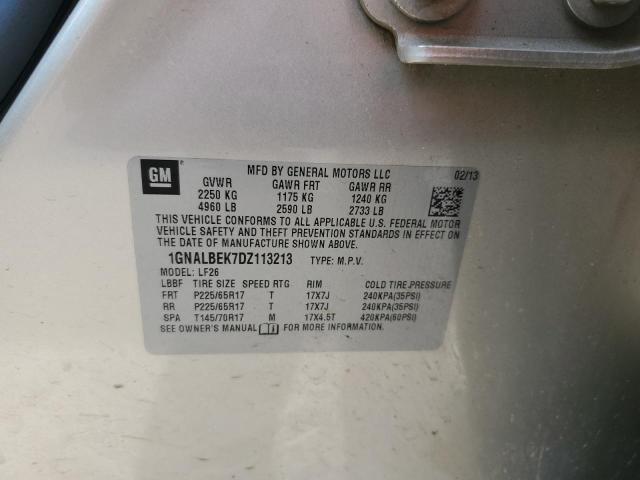 GM MFD BY GENERAL MOTORS LLC 02/13
GVWR GAWR FRT GAWR RR
2250 KG 1175 KG 1240 KG
4960 LB 2590 LB 2733 LB
THIS VEHICLE CONFORMS TO ALL APPLICABLE U.S. FEDERAL MOTOR
VEHICLE SAFETY AND THEFT PREVENTION STANDARDS IN EFFECT ON
THE DATE OF MANUFACTURE SHOWN ABOVE.
1GNALBEK7DZ113213 TYPE: M.P.V.
MODEL: LF26
LBBF TIRE SIZE SPEED RTG RIM COLD TIRE PRESSURE
FRT P225/65R17 T 17X7J 240KPA(35PSI)
RR P225/65R17 T 17X7J 240KPA(35PSI)
SPA T145/70R17 M 17X4.5T 420KPA(60PSI)
SEE OWNER'S MANUAL FOR MORE INFORMATION.